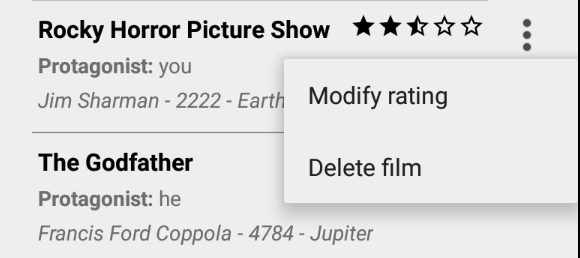 Rocky Horror Picture Show
Protagonist: you
Jim Sharman - 2222 - Earth
Modify rating
Delete film
The Godfather
Protagonist: he
Francis Ford Coppola - 4784 - Jupiter